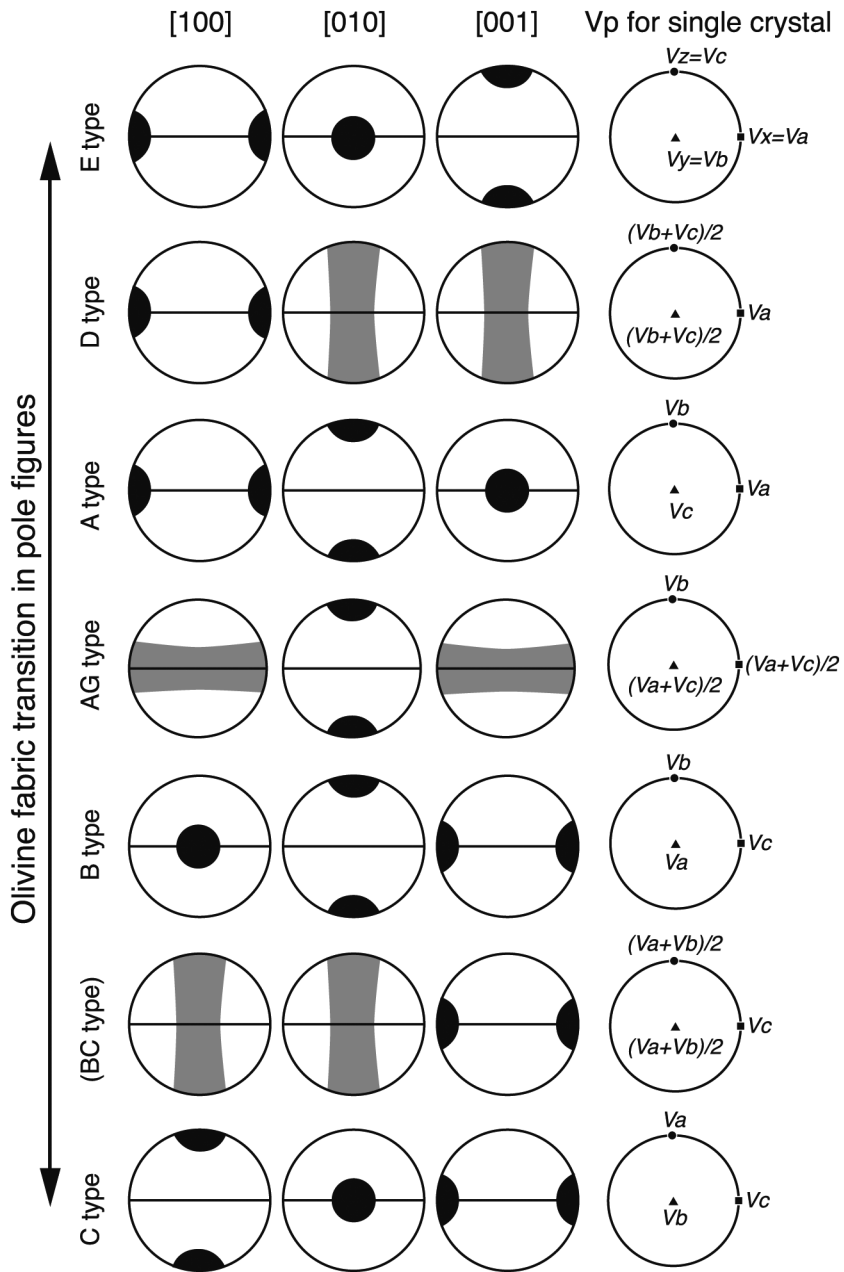 [100] [010] [001] Vp for single crystal
Olivine fabric transition in pole figures
E type
Vz=Vc
Vx=Va
Vy=Vb
D type
(Vb+Vc)/2
Va
(Vb+Vc)/2
A type
Vb
Va
Vc
AG type
Vb
(Va+Vc)/2
(Va+Vc)/2
B type
Vb
Vc
Va
(BC type)
(Va+Vb)/2
Vc
(Va+Vb)/2
C type
Va
Vc
Vb